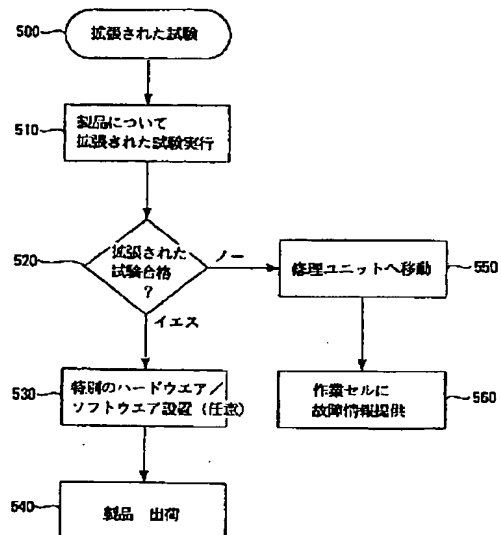 500
拡張された試験
510
製品について
拡張された試験実行
520
拡張された
試験合格
?
ノー
イエス
修理ユニットへ移動
550
530
特別のハードウエア／
ソフトウエア設置 (任意)
作業セルに
故障情報提供
560
540
製品 出荷